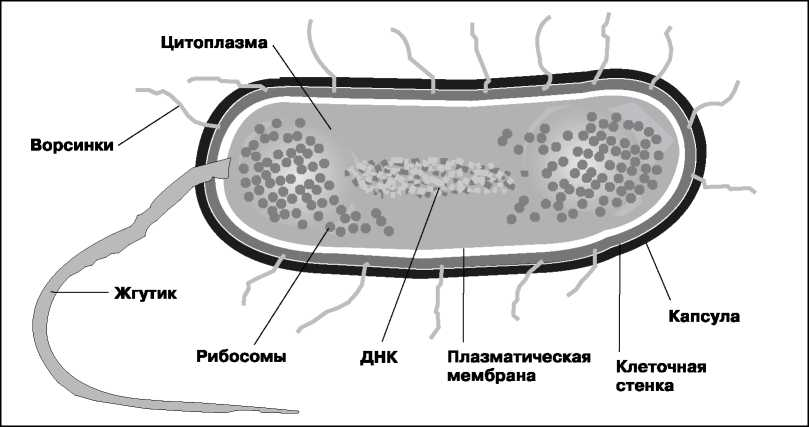 Цитоплазма
Ворсинки
Жгутик
Рибосомы
ДНК
Плазматическая
мембрана
Клеточная
стенка
Капсула